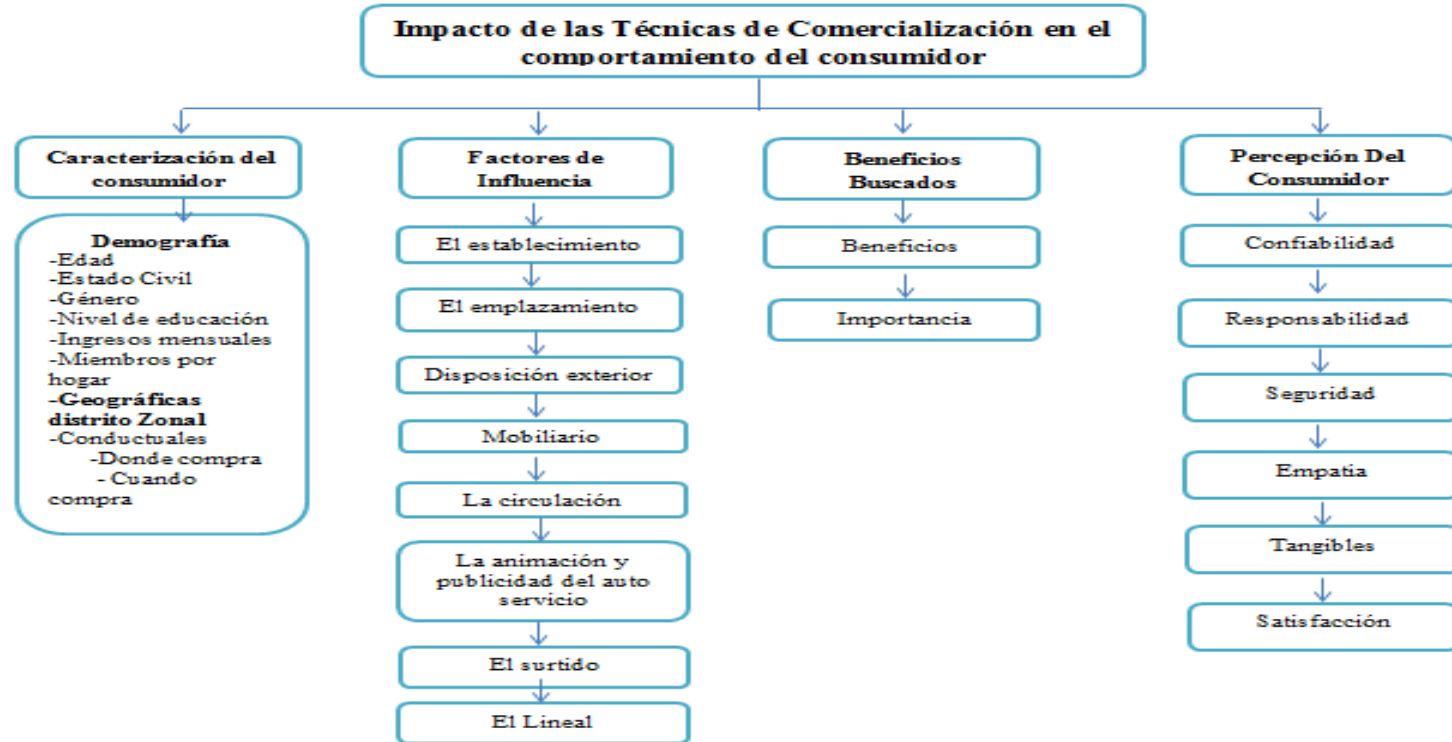 Impacto de las Técnicas de Comercialización en el
comportamiento del consumidor
Caracterización del
consumidor
Demografía
-Edad
-Estado Civil
-Género
-Nivel de educación
-Ingresos mensuales
-Miembros por
hogar
-Geográficas
distrito Zonal
-Conductuales
-Donde compra
- Cuando
compra
Factores de
Influencia
El establecimiento
El emplazamiento
Disposición exterior
Mobiliario
La circulación
La animación y
publicidad del auto
servicio
El surtido
El Lineal
Beneficios
Buscados
Beneficios
Importancia
Percepción Del
Consumidor
Confiabilidad
Responsabilidad
Seguridad
Empatia
Tangibles
Satisfacción